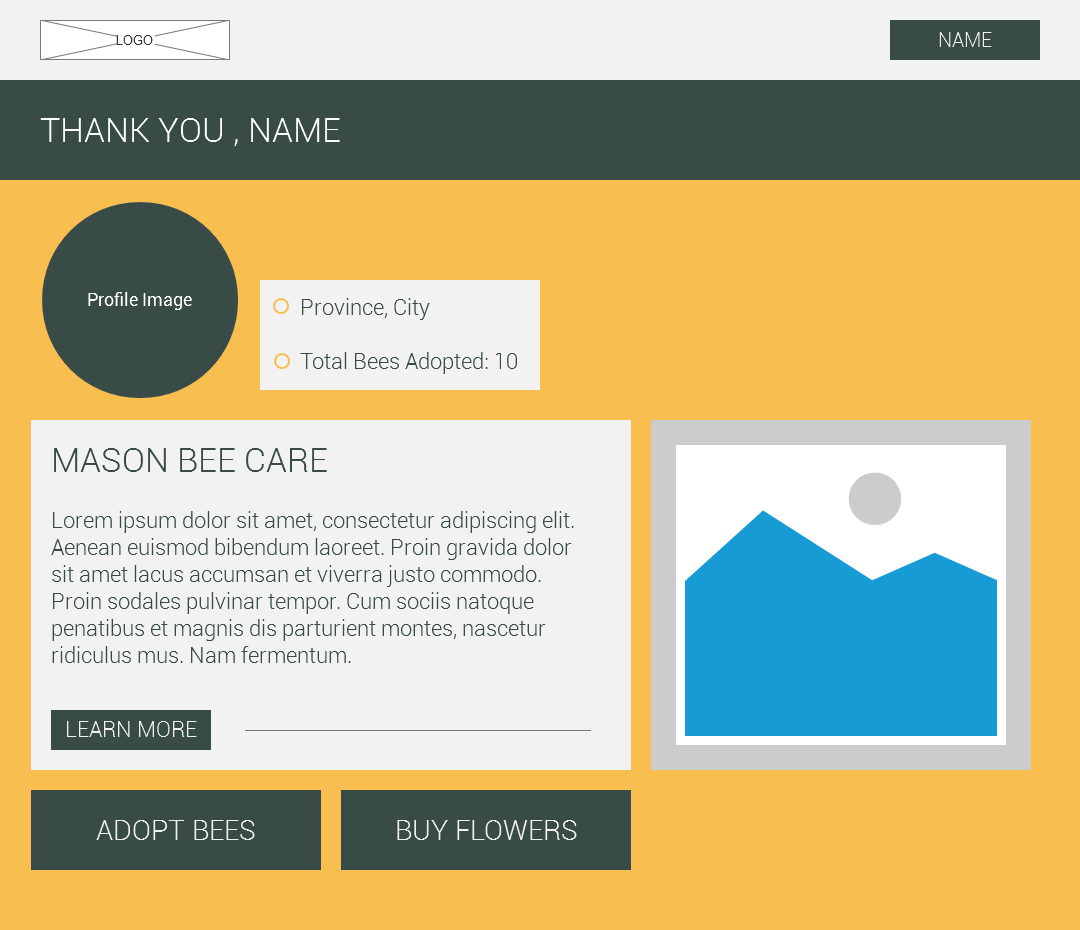 LOGO
NAME
THANK YOU , NAME
Profile Image
Province, City
Total Bees Adopted: 10
MASON BEE CARE
Lorem ipsum dolor sit amet, consectetur adipiscing elit.
Aenean euismod bibendum laoreet. Proin gravida dolor
sit amet lacus accumsan et viverra justo commodo.
Proin sodales pulvinar tempor. Cum sociis natoque
penatibus et magnis dis parturient montes, nascetur
ridiculus mus. Nam fermentum.
LEARN MORE
ADOPT BEES
BUY FLOWERS